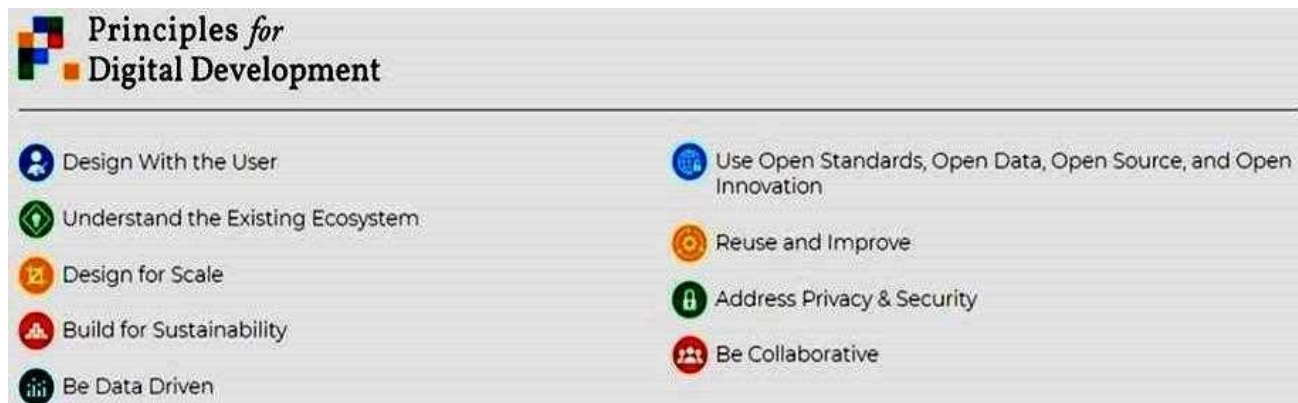 Principles for
Digital Development
Design With the User
Understand the Existing Ecosystem
Design for Scale
Build for Sustainability
Be Data Driven
Use Open Standards, Open Data, Open Source, and Open
Innovation
Reuse and Improve
Address Privacy & Security
Be Collaborative